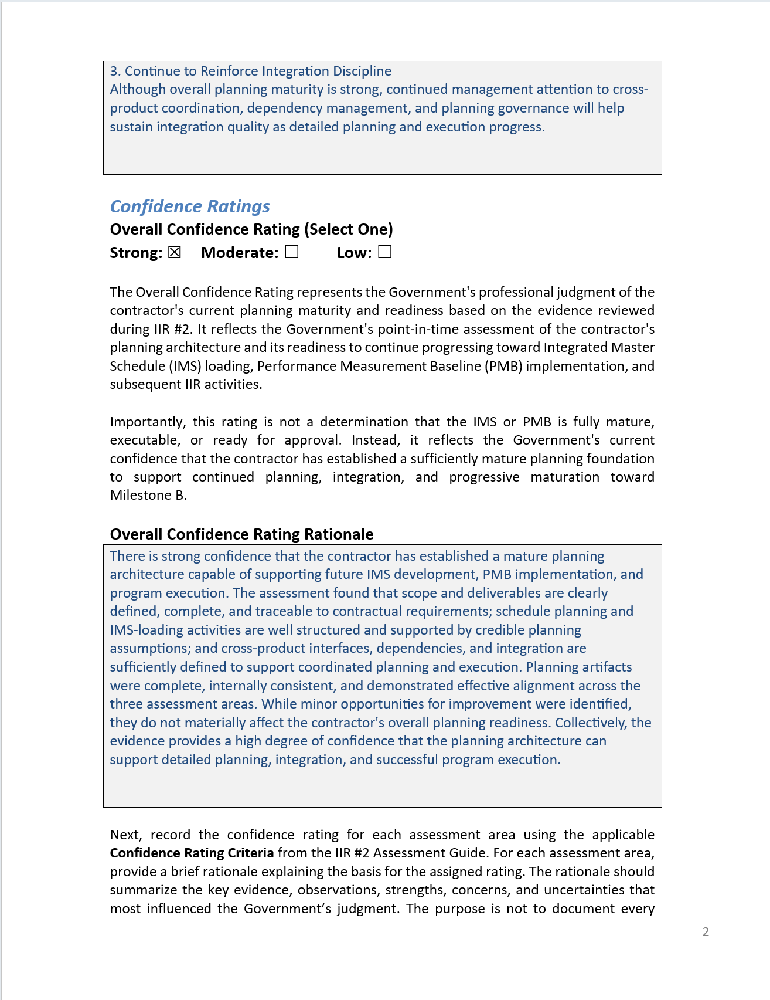 3. Continue to Reinforce Integration Discipline
Although overall planning maturity is strong, continued management attention to cross-
product coordination, dependency management, and planning governance will help
sustain integration quality as detailed planning and execution progress.
Confidence Ratings
Overall Confidence Rating (Select One)
Strong: ☒ Moderate: ☐ Low: ☐
The Overall Confidence Rating represents the Government's professional judgment of the
contractor's current planning maturity and readiness based on the evidence reviewed
during IIR #2. It reflects the Government's point-in-time assessment of the contractor's
planning architecture and its readiness to continue progressing toward Integrated Master
Schedule (IMS) loading, Performance Measurement Baseline (PMB) implementation, and
subsequent IIR activities.
Importantly, this rating is not a determination that the IMS or PMB is fully mature,
executable, or ready for approval. Instead, it reflects the Government's current
confidence that the contractor has established a sufficiently mature planning foundation
to support continued planning, integration, and progressive maturation toward
Milestone B.
Overall Confidence Rating Rationale
There is strong confidence that the contractor has established a mature planning
architecture capable of supporting future IMS development, PMB implementation, and
program execution. The assessment found that scope and deliverables are clearly
defined, complete, and traceable to contractual requirements; schedule planning and
IMS-loading activities are well structured and supported by credible planning
assumptions; and cross-product interfaces, dependencies, and integration are
sufficiently defined to support coordinated planning and execution. Planning artifacts
were complete, internally consistent, and demonstrated effective alignment across the
three assessment areas. While minor opportunities for improvement were identified,
they do not materially affect the contractor's overall planning readiness. Collectively, the
evidence provides a high degree of confidence that the planning architecture can
support detailed planning, integration, and successful program execution.
Next, record the confidence rating for each assessment area using the applicable
Confidence Rating Criteria from the IIR #2 Assessment Guide. For each assessment area,
provide a brief rationale explaining the basis for the assigned rating. The rationale should
summarize the key evidence, observations, strengths, concerns, and uncertainties that
most influenced the Government’s judgment. The purpose is not to document every
2